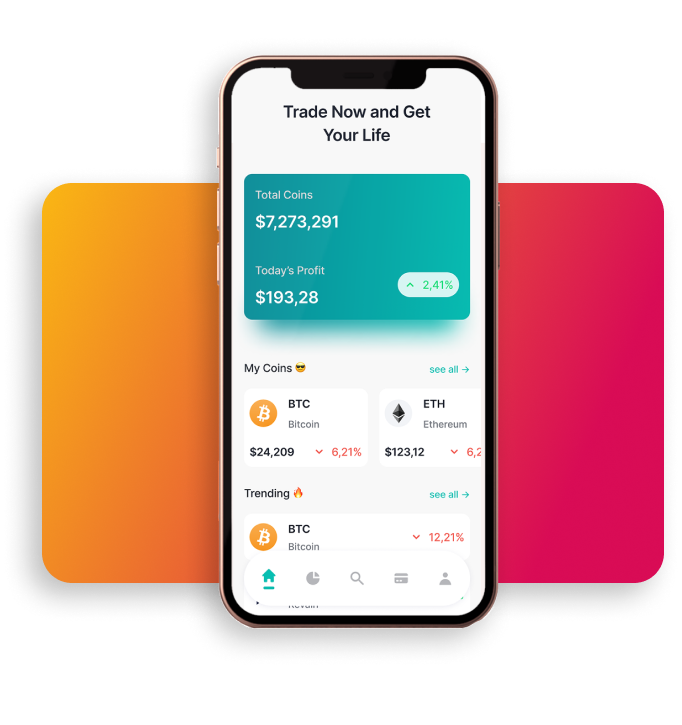 Trade Now and Get
Your Life
Total Coins
$7,273,291
Today's Profit
$193,28
2,41%
My Coins 😎
see all →
BTC
Bitcoin
$24,209
6,21%
ETH
Ethereum
$123,12
6,2
Trending 🔥
see all →
BTC
Bitcoin
12,21%